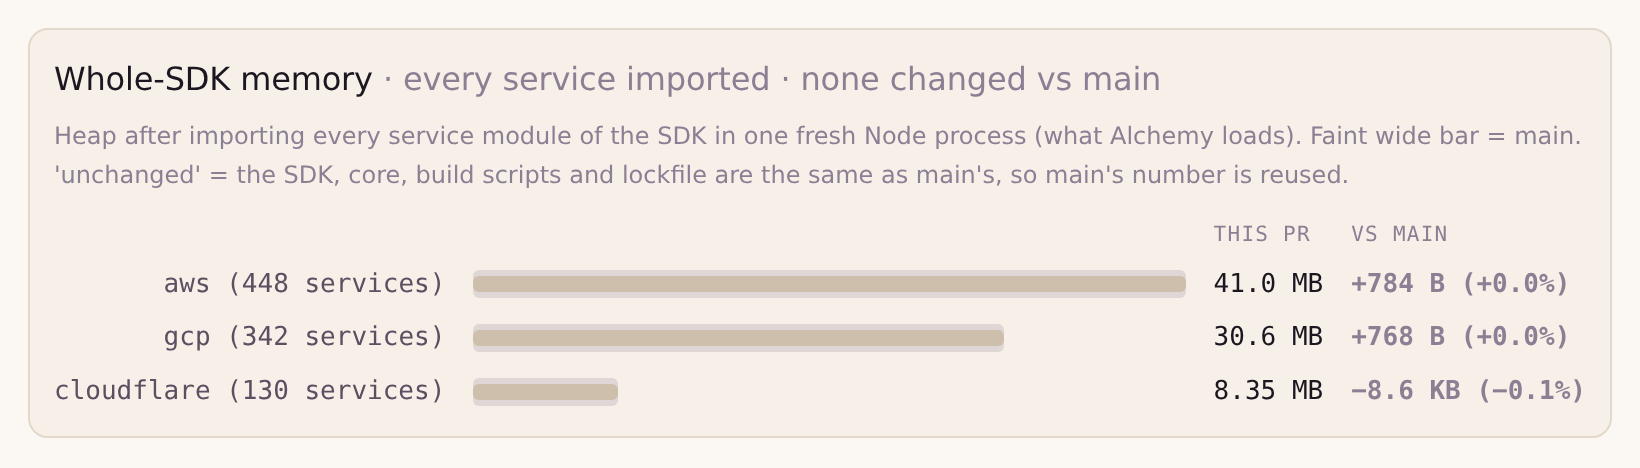 Whole-SDK memory · every service imported · none changed vs main
Heap after importing every service module of the SDK in one fresh Node process (what Alchemy loads). Faint wide bar = main.
'unchanged' = the SDK, core, build scripts and lockfile are the same as main's, so main's number is reused.
THIS PR VS MAIN
aws (448 services) 41.0 MB +784 B (+0.0%)
gcp (342 services) 30.6 MB +768 B (+0.0%)
cloudflare (130 services) 8.35 MB −8.6 KB (−0.1%)